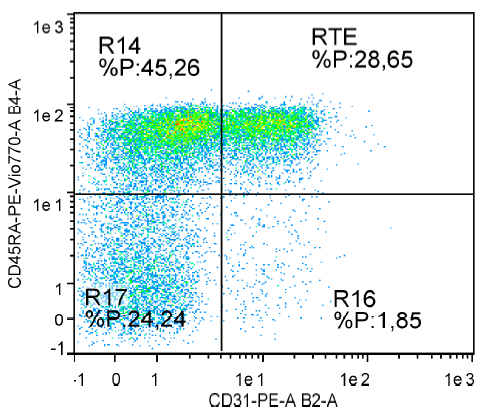 1e3
R14
%P:45,26
RTE
%P:28,65
1e2
1e1
1
0
-1
R17
%P:24,24
R16
%P:1,85
-1 0 1 1e1 1e2 1e3
CD31-PE-A B2-A
CD45RA-PE-Vio770-A B4-A